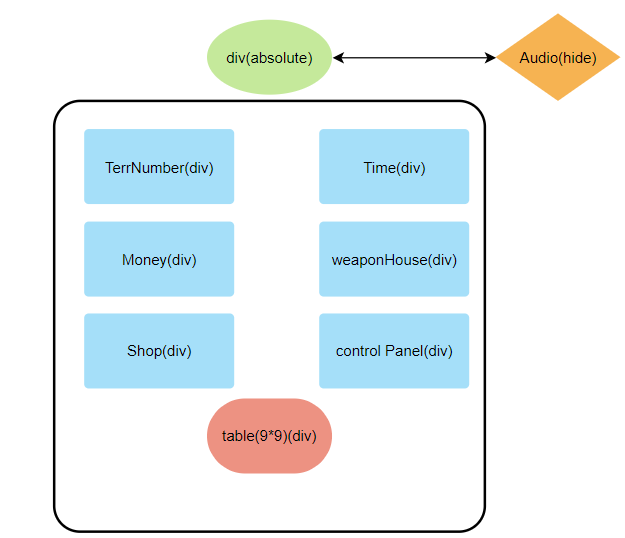 div(absolute)
Audio(hide)
TerrNumber(div)
Time(div)
Money(div)
weaponHouse(div)
Shop(div)
control Panel(div)
table(9*9)(div)